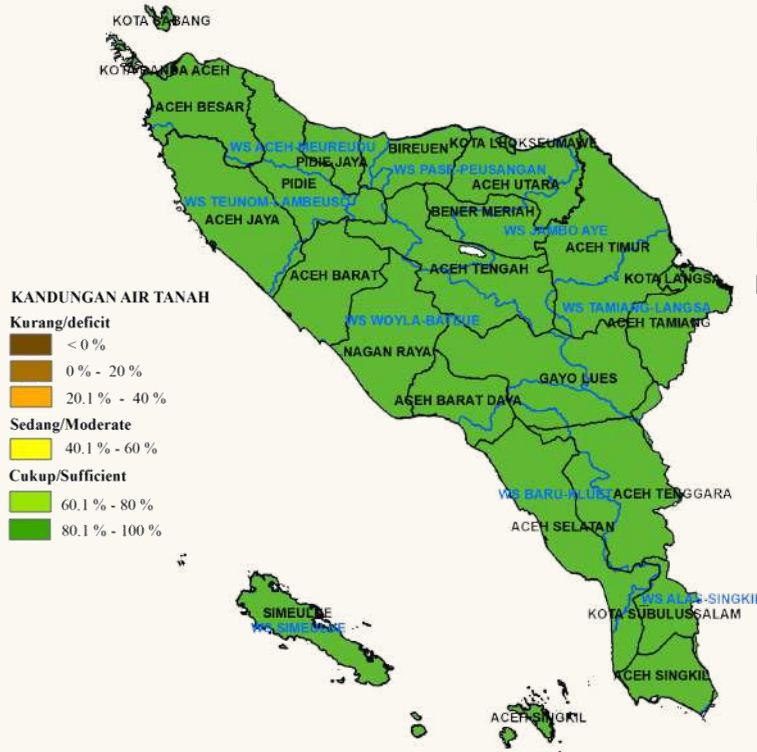 KOTA SABANG
KOTA BANDA ACEH
ACEH BESAR
WS ACEH-MEUREUDU
BIREUEN
KOTA LHOKSEUMAWE
PIDIE JAYA
WS PASE-PEUSANGAN
PIDIE
ACEH UTARA
WS TEUNOM-LAMBEUSOI
ACEH JAYA
BENER MERIAH
WS JAMBO AYE
ACEH TIMUR
ACEH BARAT
ACEH TENGAH
KOTA LANGSA
WS TAMIANG-LANGSA
ACEH TAMIANG
WS WOYLA-BATEUE
NAGAN RAYA
GAYO LUES
ACEH BARAT DAYA
WS BARU-KLUET
ACEH TENGGARA
ACEH SELATAN
WS ALAS-SINGKIL
KOTA SUBULUSSALAM
SIMEULUE
WS SIMEULUE
ACEH SINGKIL
ACEH SINGKIL
KANDUNGAN AIR TANAH
Kurang/deficit
< 0 %
0 % - 20 %
20.1 % - 40 %
Sedang/Moderate
40.1 % - 60 %
Cukup/Sufficient
60.1 % - 80 %
80.1 % - 100 %